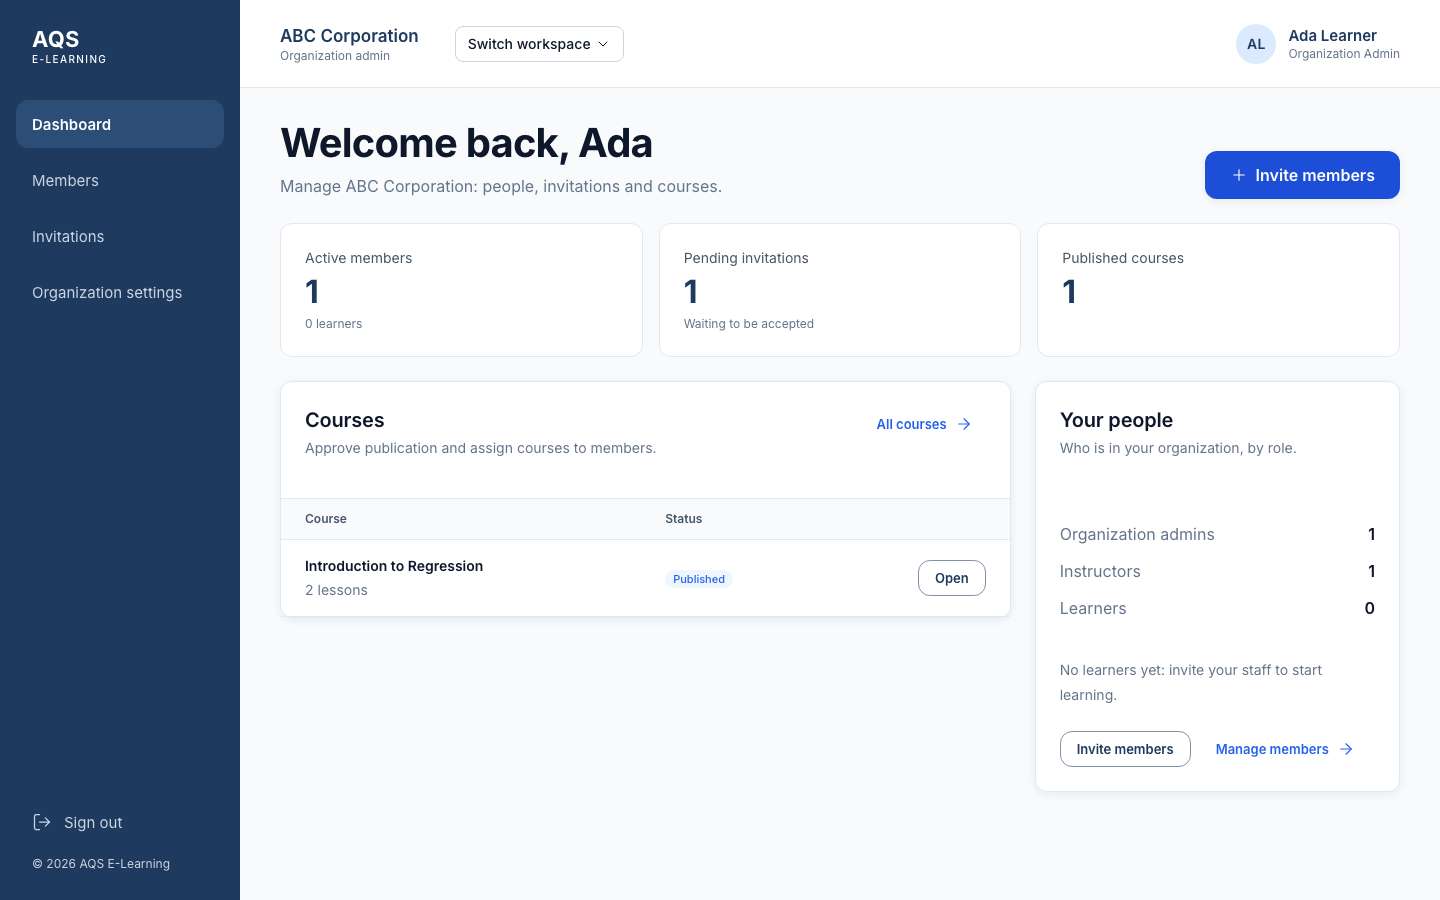 AQS
E-LEARNING
Dashboard
Members
Invitations
Organization settings
Sign out
© 2026 AQS E-Learning
ABC Corporation
Organization admin
Switch workspace
AL
Ada Learner
Organization Admin
Welcome back, Ada
Manage ABC Corporation: people, invitations and courses.
Invite members
Active members
1
0 learners
Pending invitations
1
Waiting to be accepted
Published courses
1
Courses
Approve publication and assign courses to members.
All courses
Course Status
Introduction to Regression
2 lessons
Published
Open
Your people
Who is in your organization, by role.
Organization admins 1
Instructors 1
Learners 0
No learners yet: invite your staff to start
learning.
Invite members
Manage members